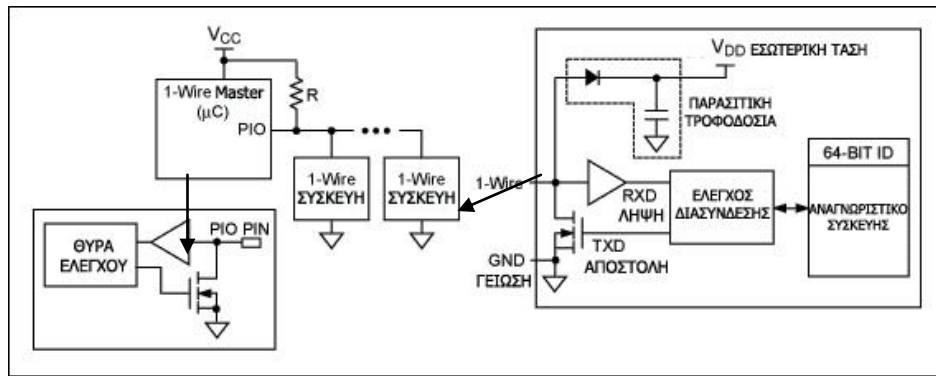 VCC
1-Wire Master
(μC)
R
PIO
1-Wire
ΣΥΣΚΕΥΗ
1-Wire
ΣΥΣΚΕΥΗ
ΘΥΡΑ
ΕΛΕΓΧΟΥ
PIO PIN
VDD ΕΣΩΤΕΡΙΚΗ ΤΑΣΗ
ΠΑΡΑΣΙΤΙΚΗ
ΤΡΟΦΟΔΟΣΙΑ
1-Wire
RXD
ΛΗΨΗ
ΕΛΕΓΧΟΣ
ΔΙΑΣΥΝΔΕΣΗΣ
64-BIT ID
ΑΝΑΓΝΩΡΙΣΤΙΚΟ
ΣΥΣΚΕΥΗΣ
TXD
ΑΠΟΣΤΟΛΗ
GND
ΓΕΙΩΣΗ